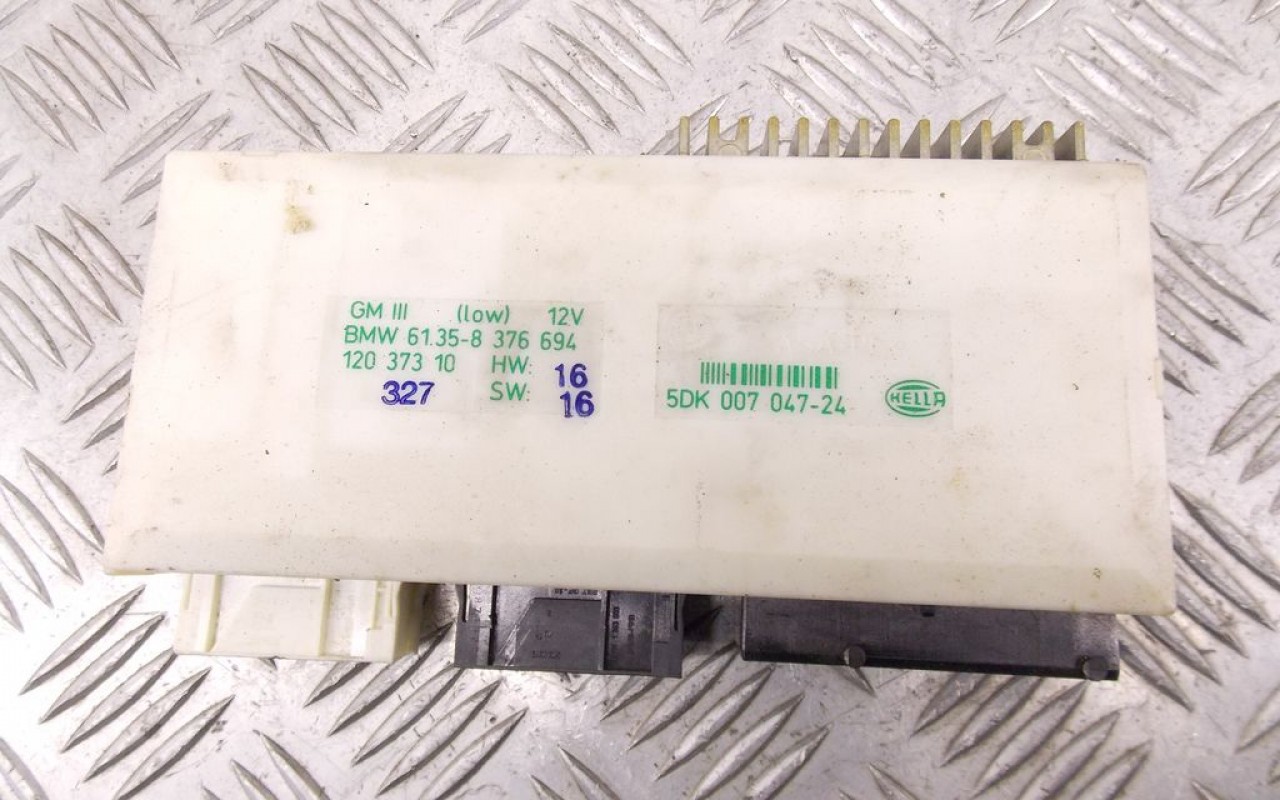 GM III (low) 12V
BMW 61.35-8 376 694
120 373 10 HW: 16
327 SW: 16
5DK 007 047-24
HELLA